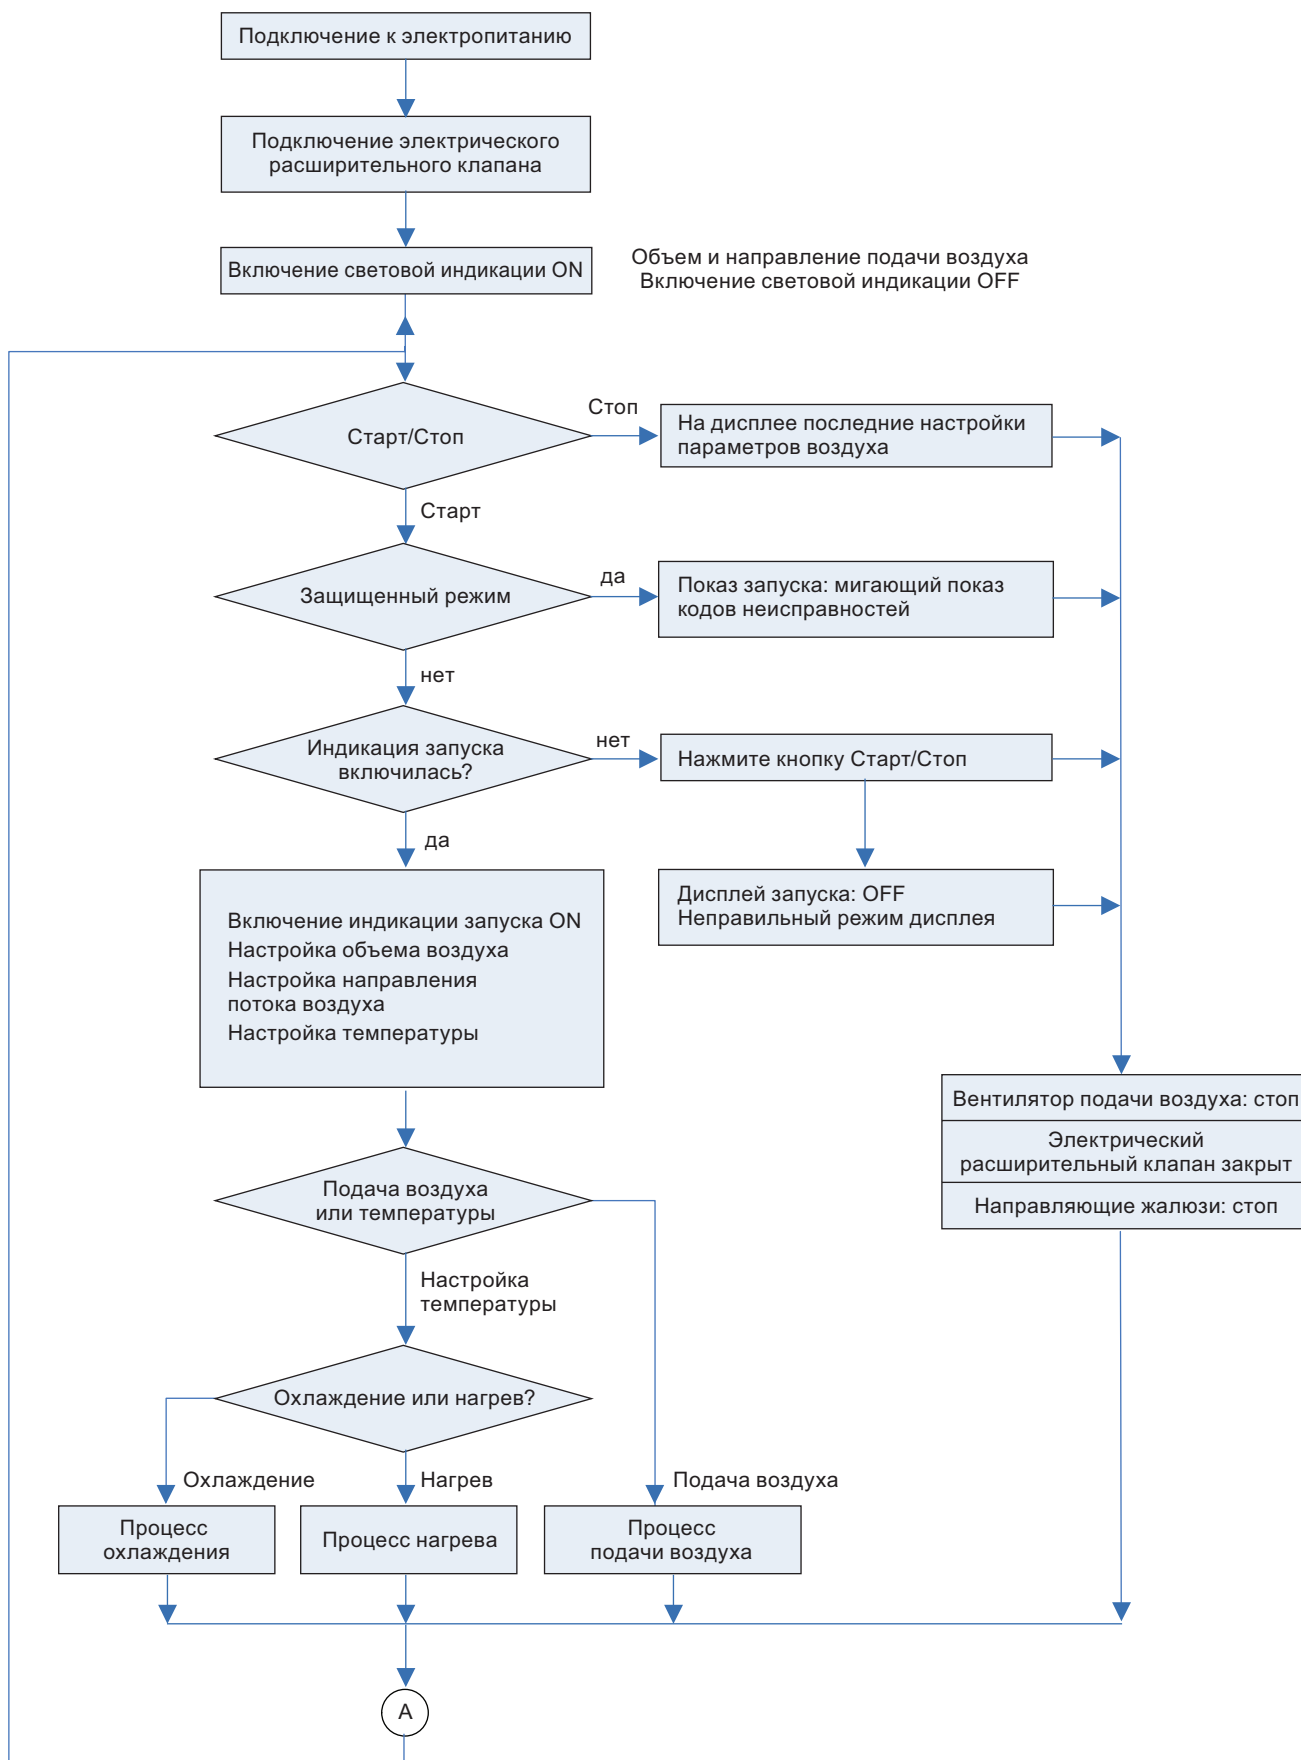 Подключение к электропитанию
Подключение электрического
расширительного клапана
Включение световой индикации ON
Объем и направление подачи воздуха
Включение световой индикации OFF
Старт/Стоп
Стоп
На дисплее последние настройки
параметров воздуха
Старт
Защищенный режим
да
Показ запуска: мигающий показ
кодов неисправностей
нет
Индикация запуска
включилась?
нет
Нажмите кнопку Старт/Стоп
да
Дисплей запуска: OFF
Неправильный режим дисплея
Включение индикации запуска ON
Настройка объема воздуха
Настройка направления
потока воздуха
Настройка температуры
Вентилятор подачи воздуха: стоп
Электрический
расширительный клапан закрыт
Направляющие жалюзи: стоп
Подача воздуха
или температуры
Настройка
температуры
Охлаждение или нагрев?
Охлаждение
Нагрев
Подача воздуха
Процесс
охлаждения
Процесс нагрева
Процесс
подачи воздуха
A